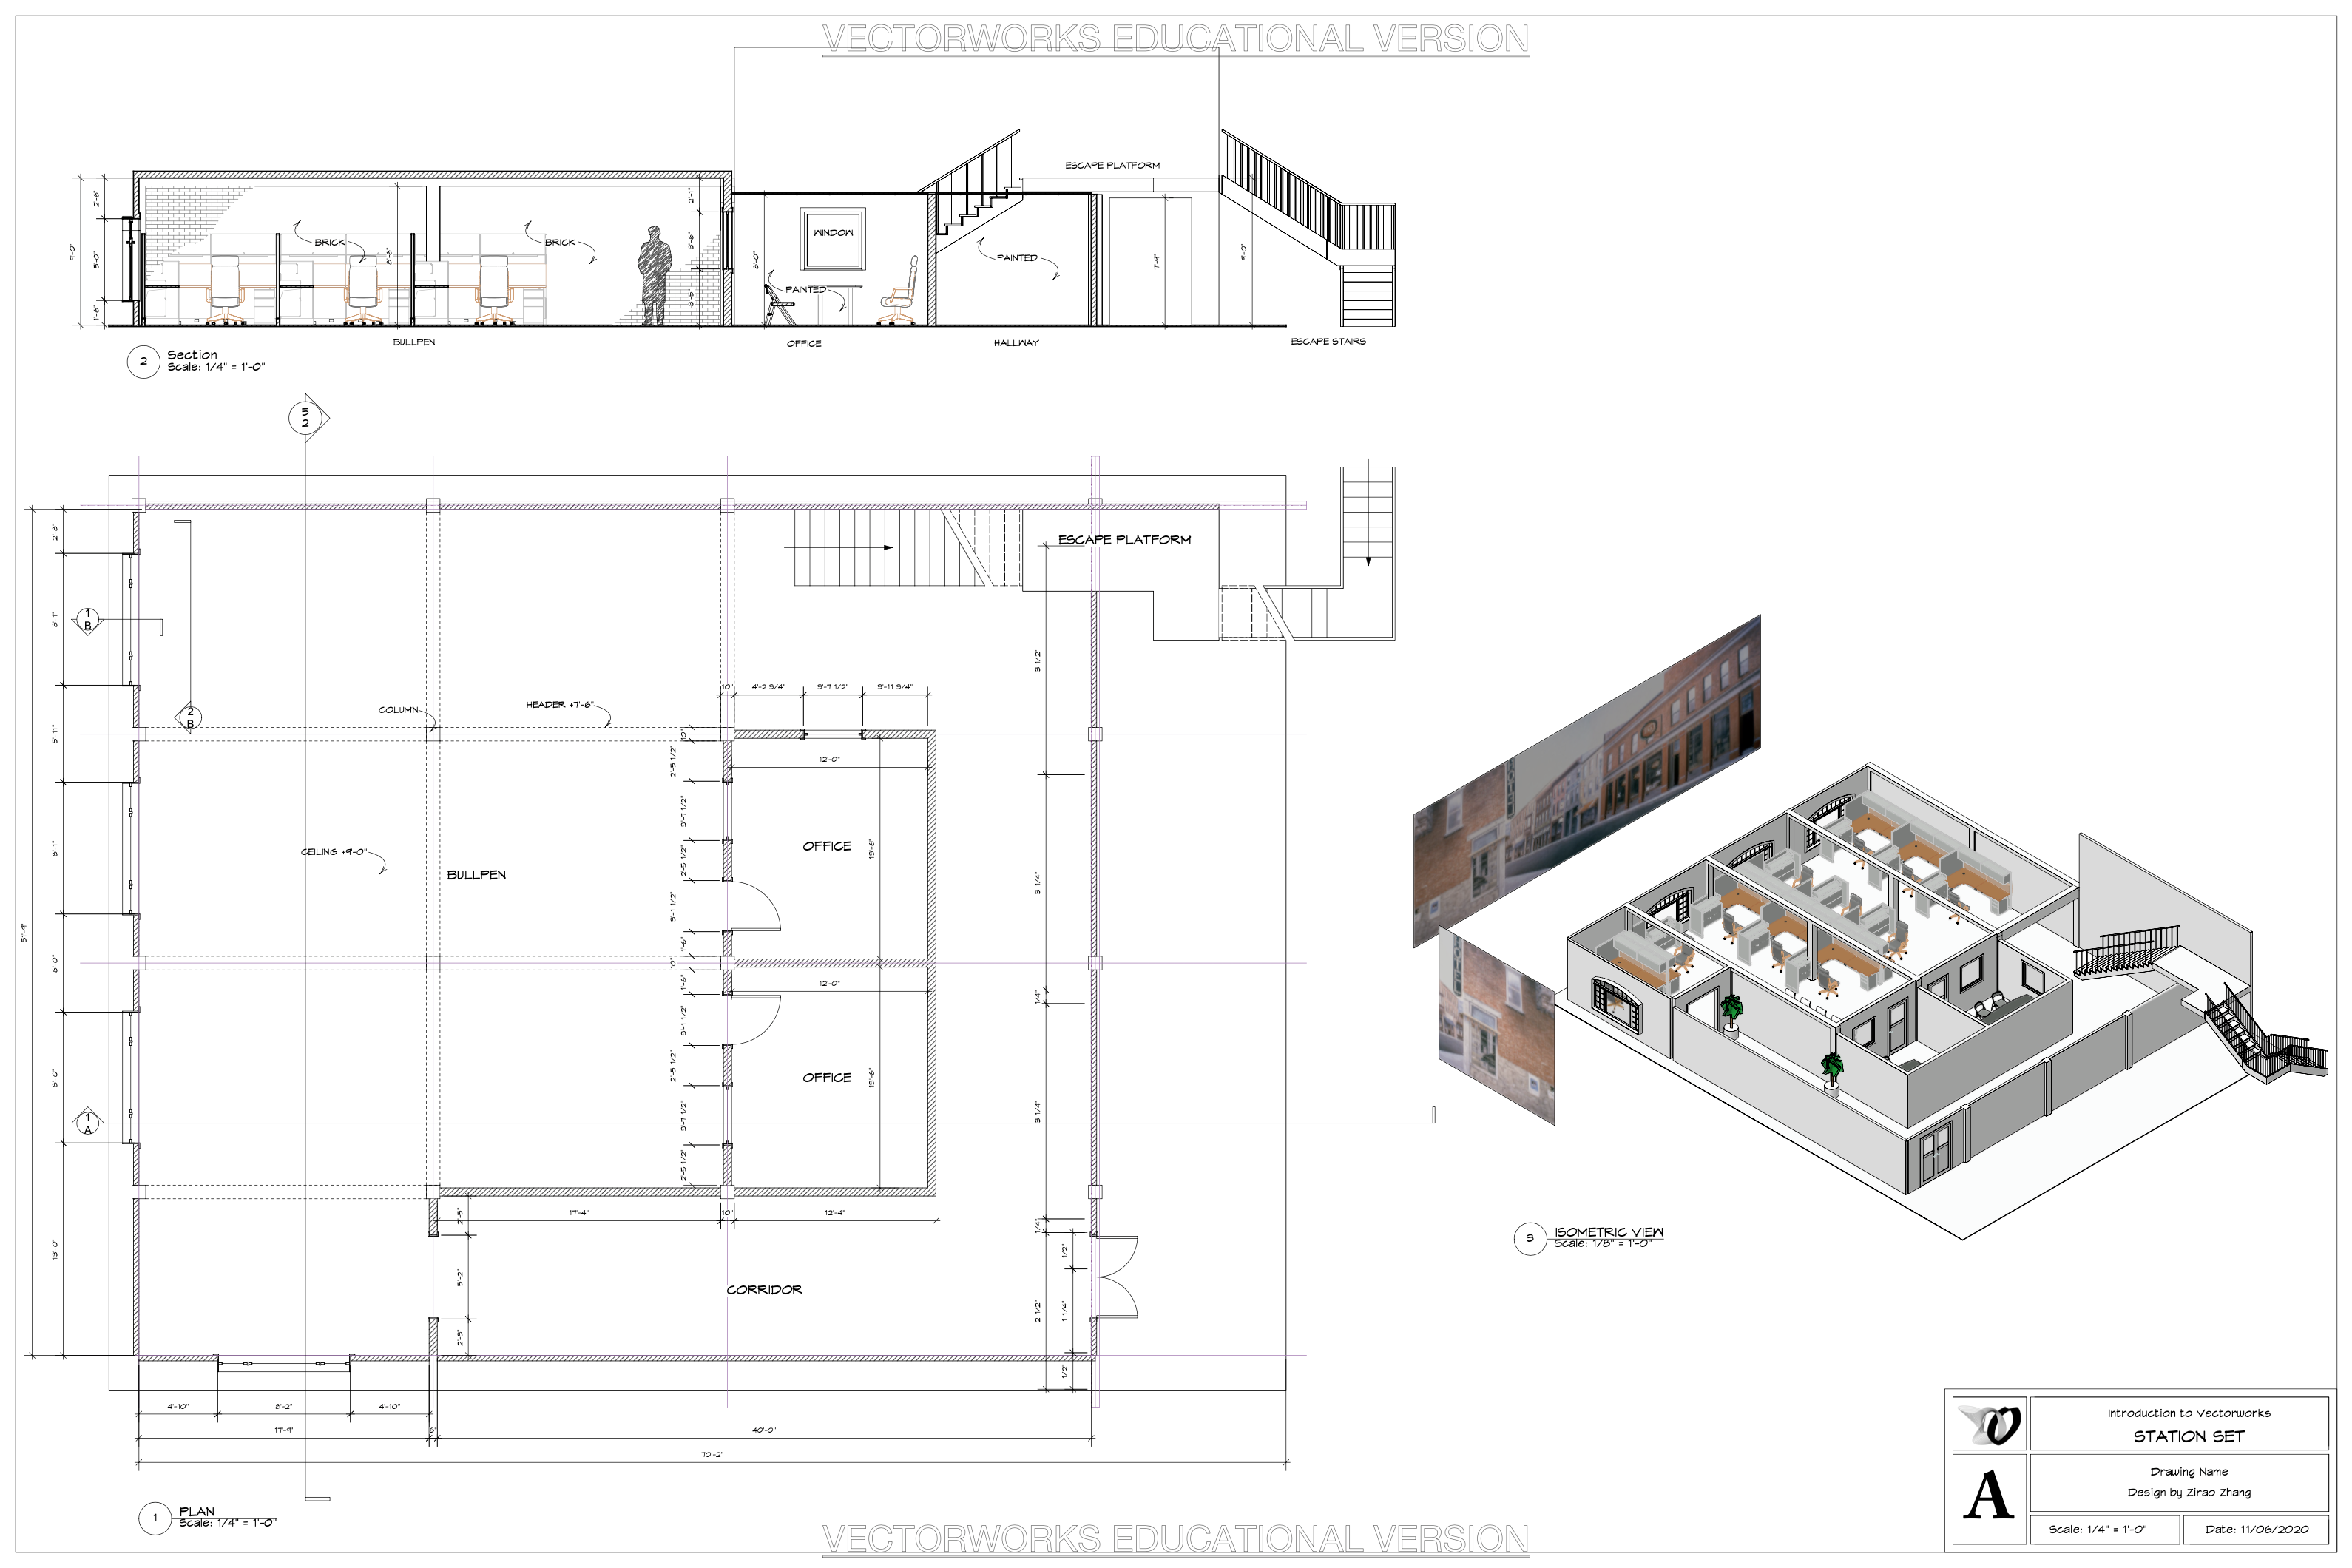 VECTORWORKS EDUCATIONAL VERSION
ESCAPE PLATFORM
2'-6"
9'-0"
5'-0"
1'-6"
BRICK
8'-6"
BRICK
2'-1"
3'-6"
3'-5"
8'-0"
WINDOW
PAINTED
PAINTED
7'-9"
9'-0"
BULLPEN
OFFICE
HALLWAY
ESCAPE STAIRS
2
Section
Scale: 1/4" = 1'-0"
5
2
ESCAPE PLATFORM
2'-8"
8'-1"
5'-11"
8'-1"
6'-0"
8'-0"
13'-0"
51'-9"
1
B
2
B
1
A
COLUMN
HEADER +7'-6"
CEILING +9'-0"
BULLPEN
10"
4'-2 3/4"
3'-7 1/2"
3'-11 3/4"
10"
2'-5 1/2"
3'-7 1/2"
2'-5 1/2"
3'-1 1/2"
1'-6"
10"
1'-6"
3'-1 1/2"
2'-5 1/2"
3'-7 1/2"
2'-5 1/2"
12'-0"
OFFICE
13'-6"
12'-0"
OFFICE
13'-6"
3 1/2"
3 1/4"
1/4"
3 1/4"
1/4"
2 1/2"
1/2"
1 1/4"
1/2"
17'-4"
10"
12'-4"
2'-5"
5'-2"
2'-3"
CORRIDOR
4'-10"
8'-2"
4'-10"
17'-9"
6"
40'-0"
70'-2"
1
PLAN
Scale: 1/4" = 1'-0"
3
ISOMETRIC VIEW
Scale: 1/8" = 1'-0"
Introduction to Vectorworks
STATION SET
A
Drawing Name
Design by Zirao Zhang
Scale: 1/4" = 1'-0"
Date: 11/06/2020
VECTORWORKS EDUCATIONAL VERSION